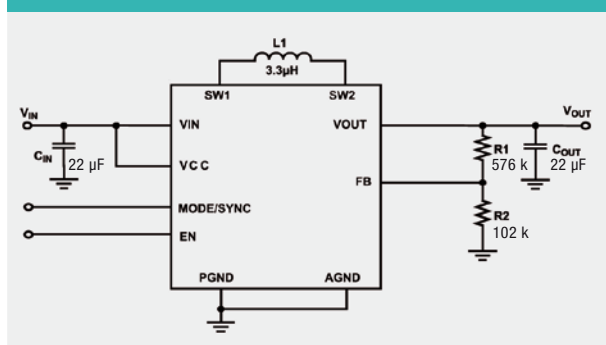 L1
3.3µH
SW1 SW2
VIN
VIN VOUT VOUT
CIN 22 µF
VCC
R1 COUT
576 k 22 µF
FB
MODE/SYNC
R2
102 k
EN
PGND AGND